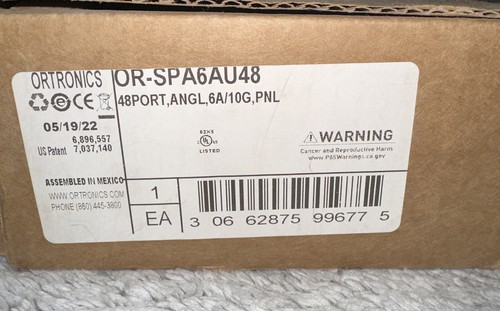 ORTRONICS
OR-SPA6AU48
48PORT,ANGL,6A/10G,PNL
05/19/22
6,896,557
US Patent 7,037,140
LISTED
WARNING
Cancer and Reproductive Harm
www.P65Warnings.ca.gov
ASSEMBLED IN MEXICO
WWW.ORTRONICS.COM
PHONE (860) 445-3800
1
EA
3 06 62875 99677 5